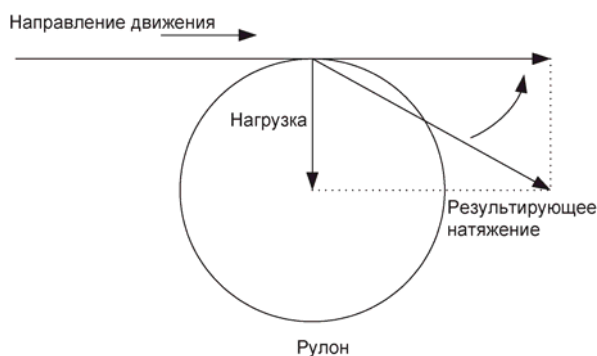 Направление движения
Нагрузка
Результирующее
натяжение
Рулон